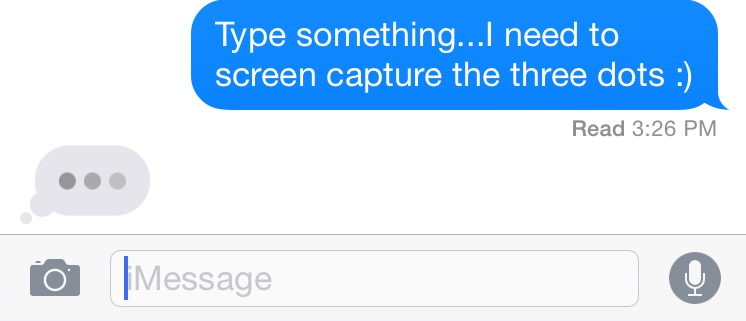 Type something...I need to
screen capture the three dots :)
Read 3:26 PM
iMessage